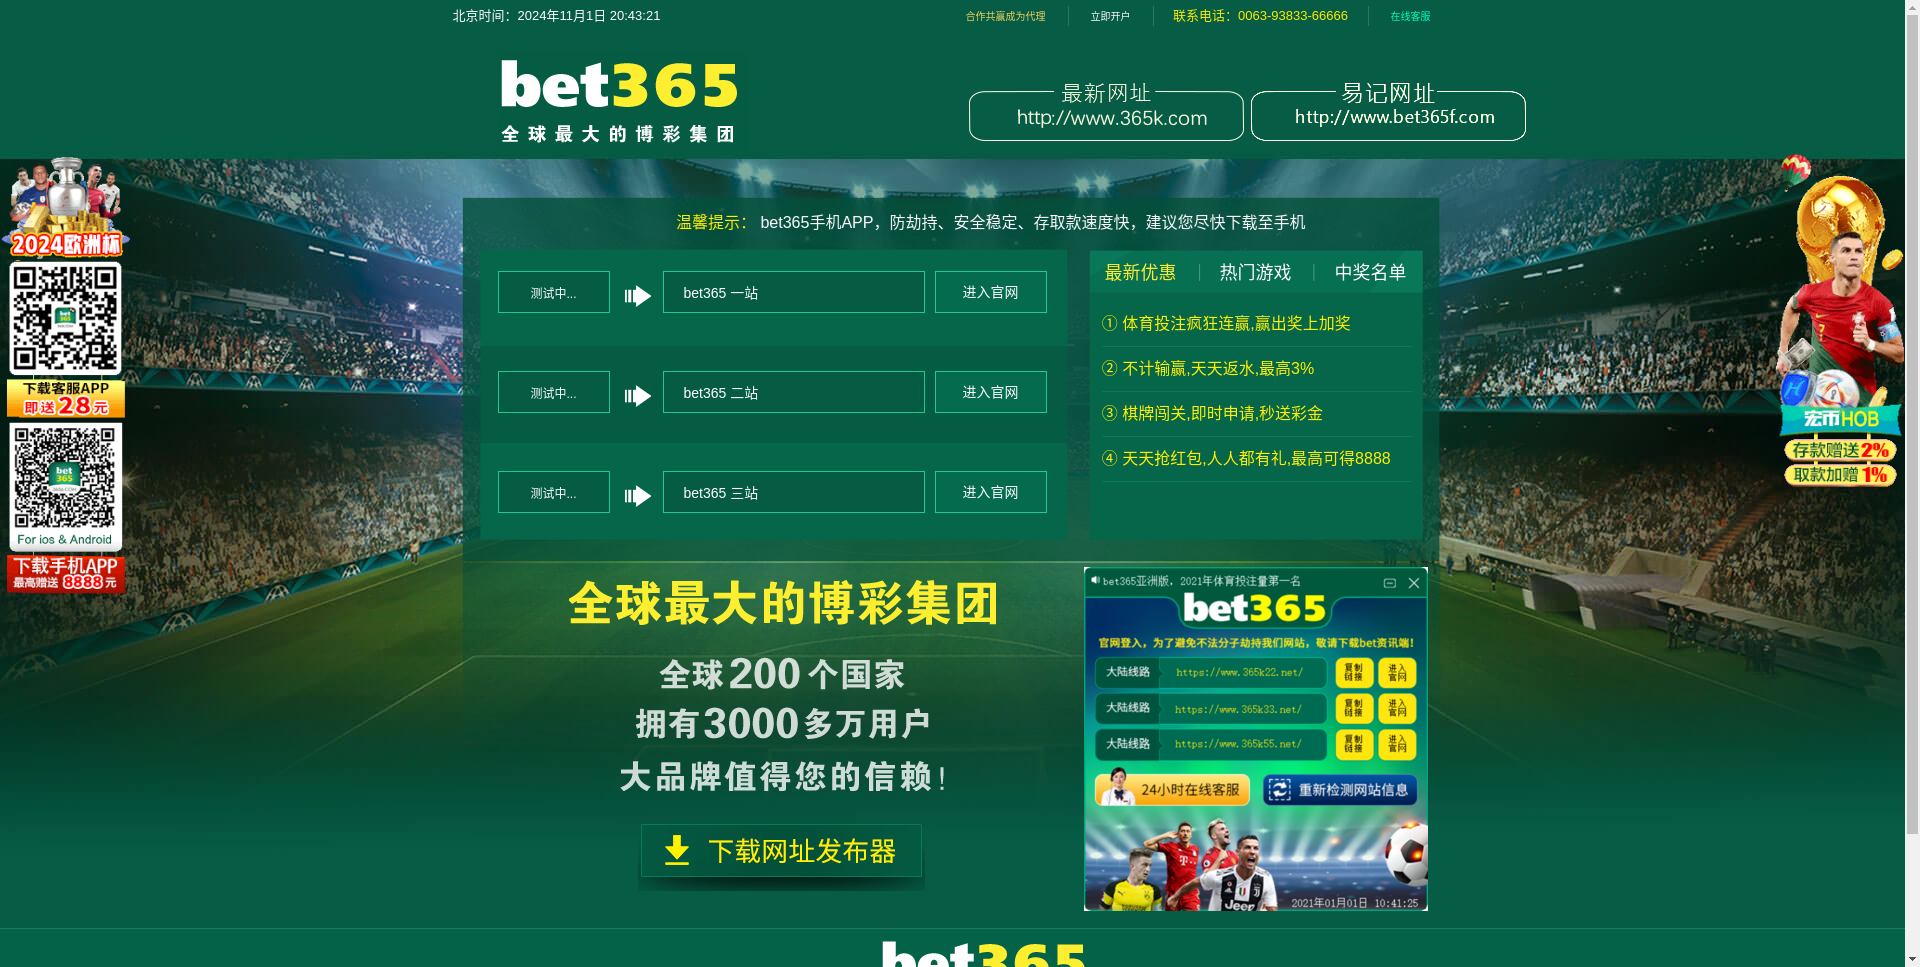 北京时间：2024年11月1日 20:43:21
合作共赢成为代理
立即开户
联系电话：0063-93833-66666
在线客服
bet365
全球最大的博彩集团
最新网址
http://www.365k.com
易记网址
http://www.bet365f.com
2024欧洲杯
bet365
下载客服APP
即送28元
bet
365
For ios & Android
下载手机APP
最高赠送8888元
温馨提示： bet365手机APP，防劫持、安全稳定、存取款速度快，建议您尽快下载至手机
测试中...
bet365 一站
进入官网
测试中...
bet365 二站
进入官网
测试中...
bet365 三站
进入官网
最新优惠
热门游戏
中奖名单
① 体育投注疯狂连赢,赢出奖上加奖
② 不计输赢,天天返水,最高3%
③ 棋牌闯关,即时申请,秒送彩金
④ 天天抢红包,人人都有礼,最高可得8888
宏币HOB
存款赠送2%
取款加赠1%
全球最大的博彩集团
全球200个国家
拥有3000多万用户
大品牌值得您的信赖！
下载网址发布器
bet365亚洲版，2021年体育投注量第一名
bet365
官网登入，为了避免不法分子劫持我们网站，敬请下载bet资讯端！
大陆线路
https://www.365k22.net/
复制链接
进入官网
大陆线路
https://www.365k33.net/
复制链接
进入官网
大陆线路
https://www.365k55.net/
复制链接
进入官网
24小时在线客服
重新检测网站信息
Jeep
2021年01月01日 10:41:25
bet365